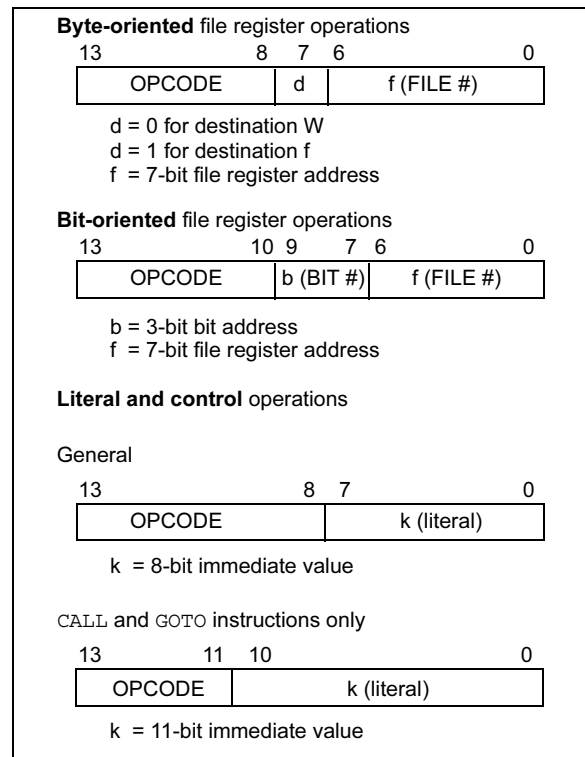 Byte-oriented file register operations
13 8 7 6 0
OPCODE d f (FILE #)
d = 0 for destination W
d = 1 for destination f
f = 7-bit file register address
Bit-oriented file register operations
13 10 9 7 6 0
OPCODE b (BIT #) f (FILE #)
b = 3-bit bit address
f = 7-bit file register address
Literal and control operations
General
13 8 7 0
OPCODE k (literal)
k = 8-bit immediate value
CALL and GOTO instructions only
13 11 10 0
OPCODE k (literal)
k = 11-bit immediate value